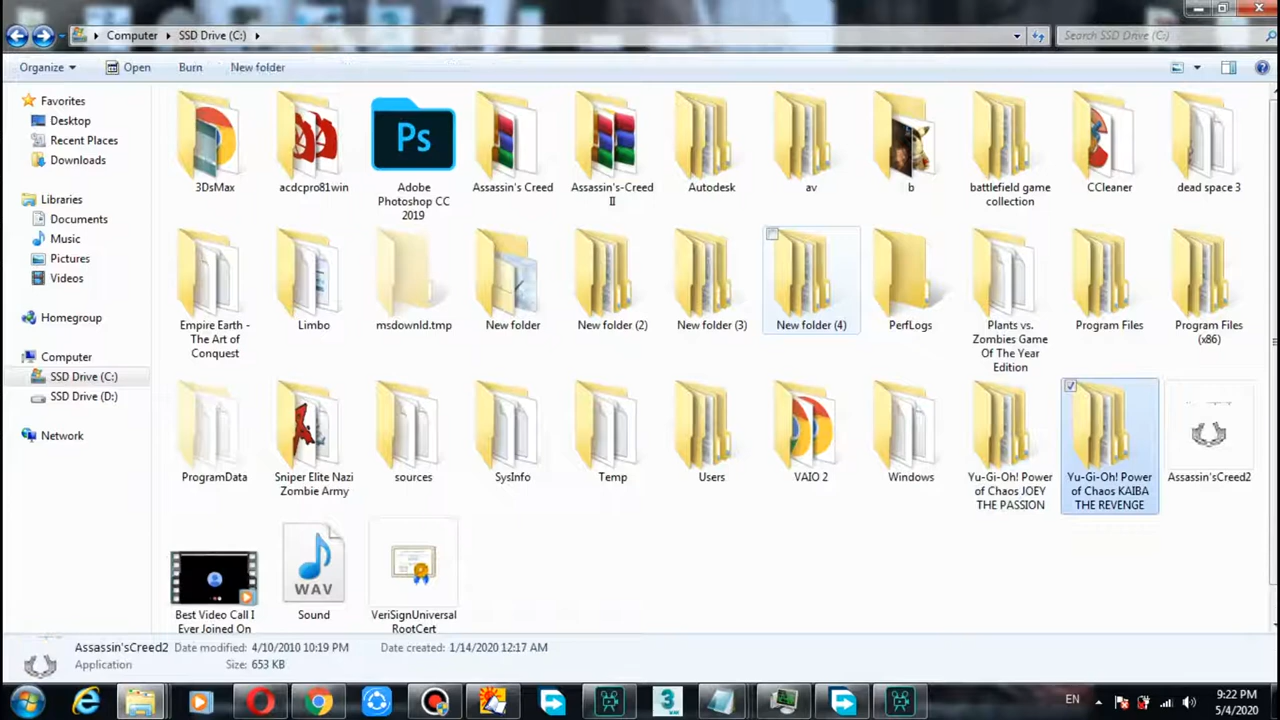 Computer SSD Drive (C:)
Search SSD Drive (C:)
Organize Open Burn New folder
Favorites
Desktop
Recent Places
Downloads
Libraries
Documents
Music
Pictures
Videos
Homegroup
Computer
SSD Drive (C:)
SSD Drive (D:)
Network
3DsMax
acdcpro81win
Ps
Adobe
Photoshop CC
2019
Assassin's Creed
Assassin's-Creed
II
Autodesk
av
b
battlefield game
collection
CCleaner
dead space 3
Empire Earth -
The Art of
Conquest
Limbo
msdownld.tmp
New folder
New folder (2)
New folder (3)
New folder (4)
PerfLogs
Plants vs.
Zombies Game
Of The Year
Edition
Program Files
Program Files
(x86)
ProgramData
Sniper Elite Nazi
Zombie Army
sources
SysInfo
Temp
Users
VAIO 2
Windows
Yu-Gi-Oh! Power
of Chaos JOEY
THE PASSION
Yu-Gi-Oh! Power
of Chaos KAIBA
THE REVENGE
Assassin'sCreed2
Best Video Call I
Ever Joined On
WAV
Sound
VeriSignUniversal
RootCert
Assassin'sCreed2 Date modified: 4/10/2010 10:19 PM Date created: 1/14/2020 12:17 AM
Application Size: 653 KB
3
EN
9:22 PM
5/4/2020